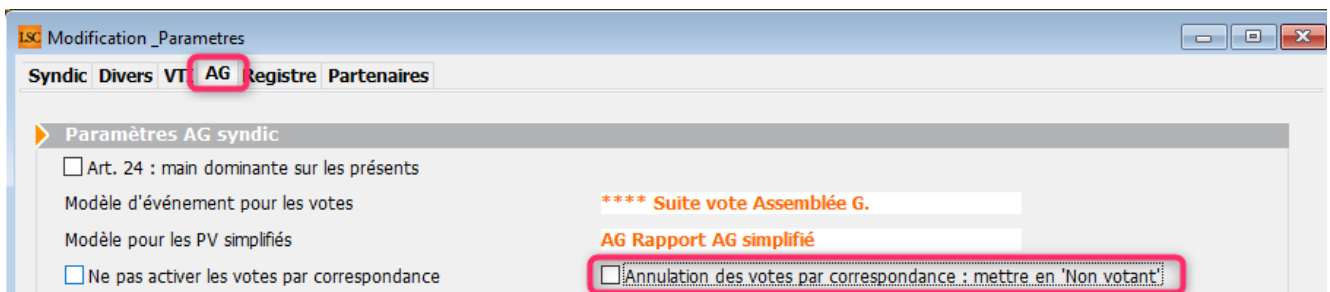 LSC Modification _Parametres
Syndic Divers VTI AG Registre Partenaires
Paramètres AG syndic
Art. 24 : main dominante sur les présents
Modèle d'événement pour les votes **** Suite vote Assemblée G.
Modèle pour les PV simplifiés AG Rapport AG simplifié
Ne pas activer les votes par correspondance Annulation des votes par correspondance : mettre en 'Non votant'